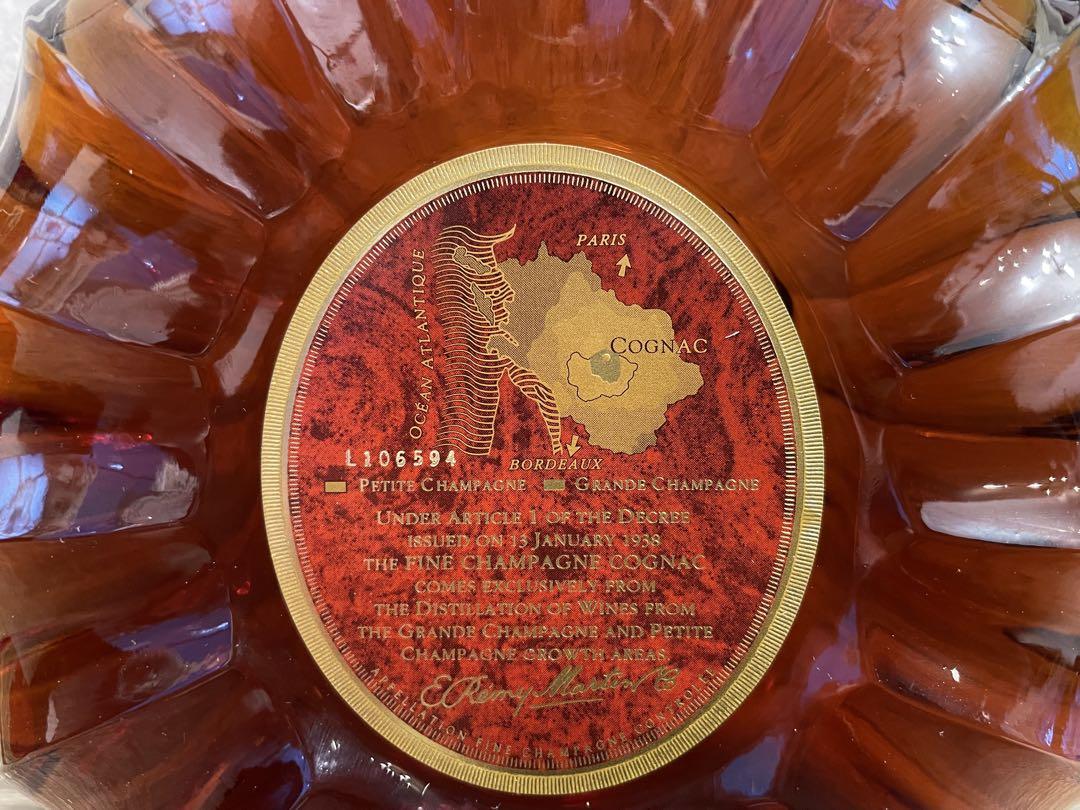 PARIS
OCÉAN ATLANTIQUE
COGNAC
L106594
BORDEAUX
PETITE CHAMPAGNE GRANDE CHAMPAGNE
UNDER ARTICLE 1 OF THE DECREE
ISSUED ON 13 JANUARY 1938
THE FINE CHAMPAGNE COGNAC
COMES EXCLUSIVELY FROM
THE DISTILLATION OF WINES FROM
THE GRANDE CHAMPAGNE AND PETITE
CHAMPAGNE GROWTH AREAS
E. Remy Martin & Co
APPELLATION FINE CHAMPAGNE CONTROLEE